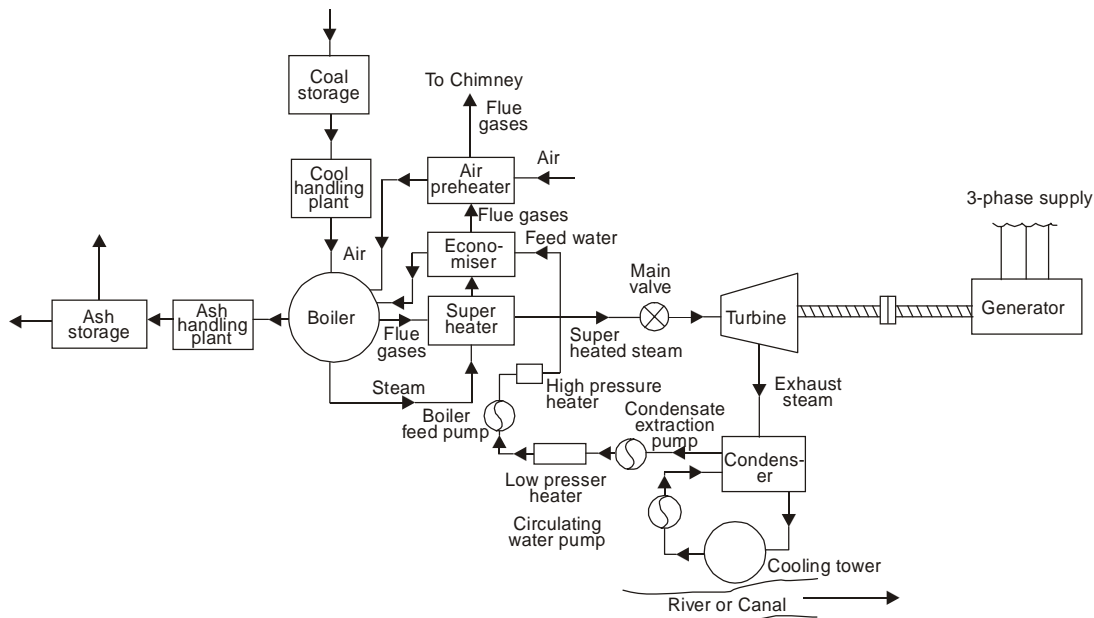 Coal
storage
To Chimney
Flue
gases
Cool
handling
plant
Air
preheater
Air
3-phase supply
Flue gases
Feed water
Air
Econo-
miser
Main
valve
Ash
storage
Ash
handling
plant
Boiler
Flue
gases
Super
heater
Super
heated steam
Turbine
Generator
Steam
High pressure
heater
Exhaust
steam
Boiler
feed pump
Condensate
extraction
pump
Condens-
er
Low presser
heater
Circulating
water pump
Cooling tower
River or Canal